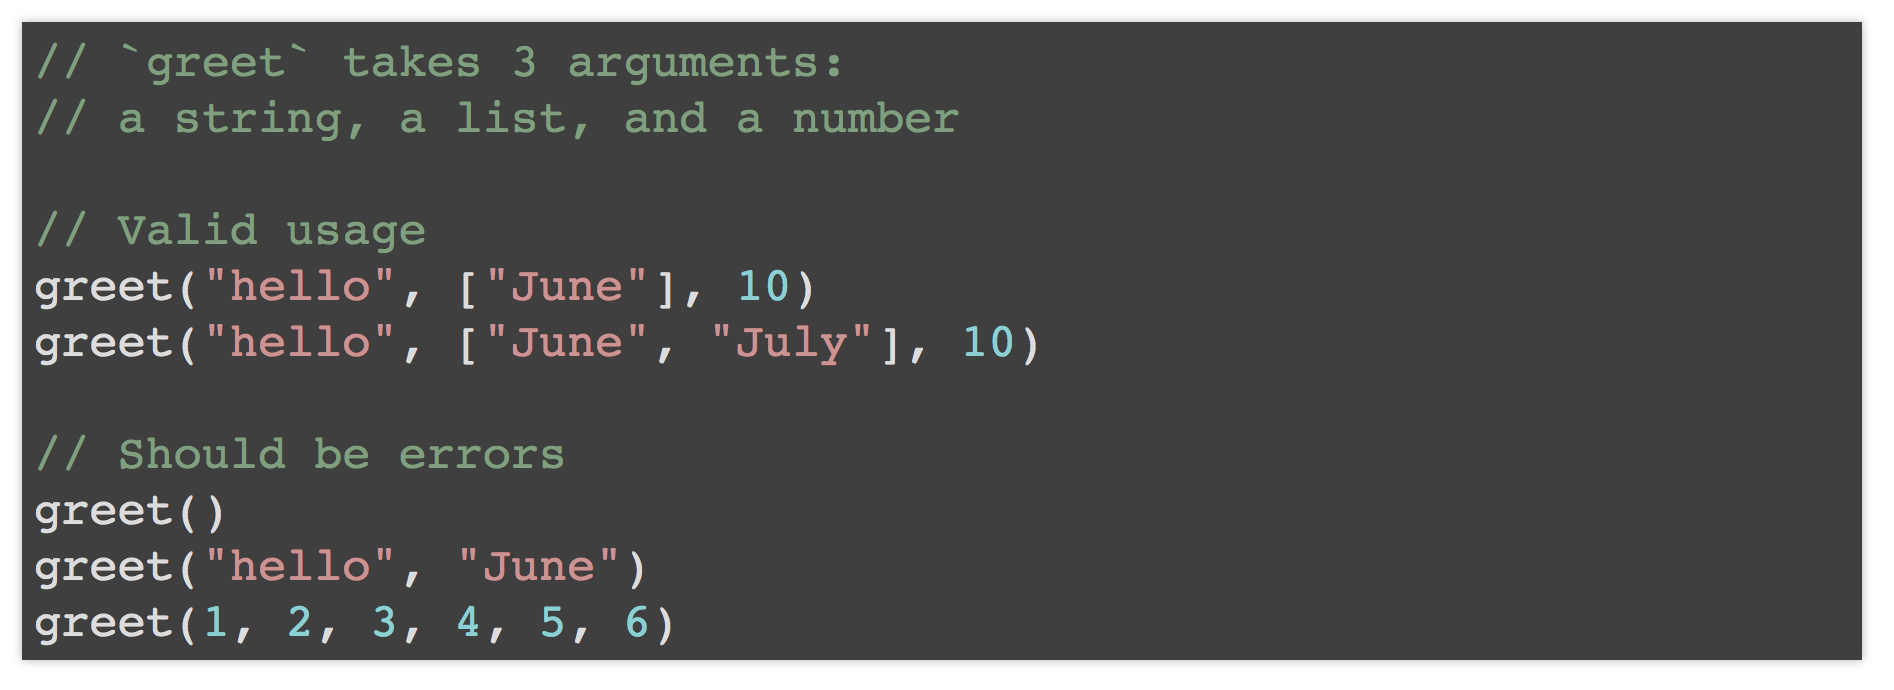 // `greet` takes 3 arguments:
// a string, a list, and a number
// Valid usage
greet("hello", ["June"], 10)
greet("hello", ["June", "July"], 10)
// Should be errors
greet()
greet("hello", "June")
greet(1, 2, 3, 4, 5, 6)